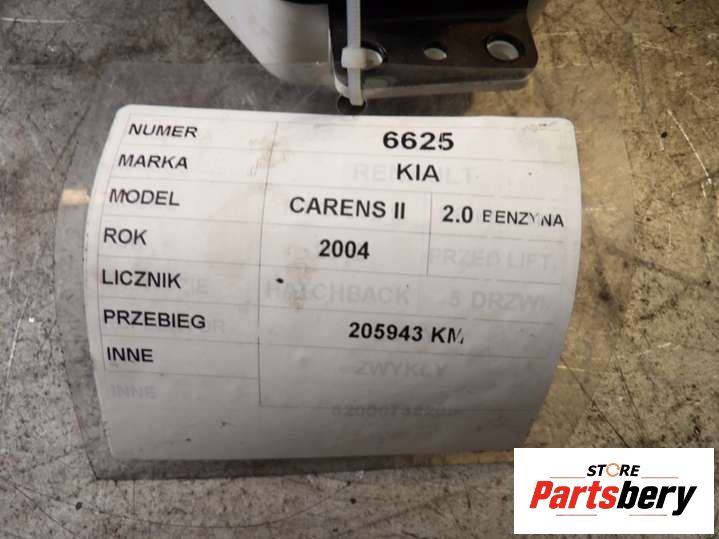 NUMER 6625
MARKA KIA
MODEL CARENS II 2.0 BENZYNA
ROK 2004
LICZNIK
PRZEBIEG 205943 KM
INNE
PRZED LIFT.
HATCHBACK 5 DRZWI
ZWYKŁY
INNE
STORE
Partsbery